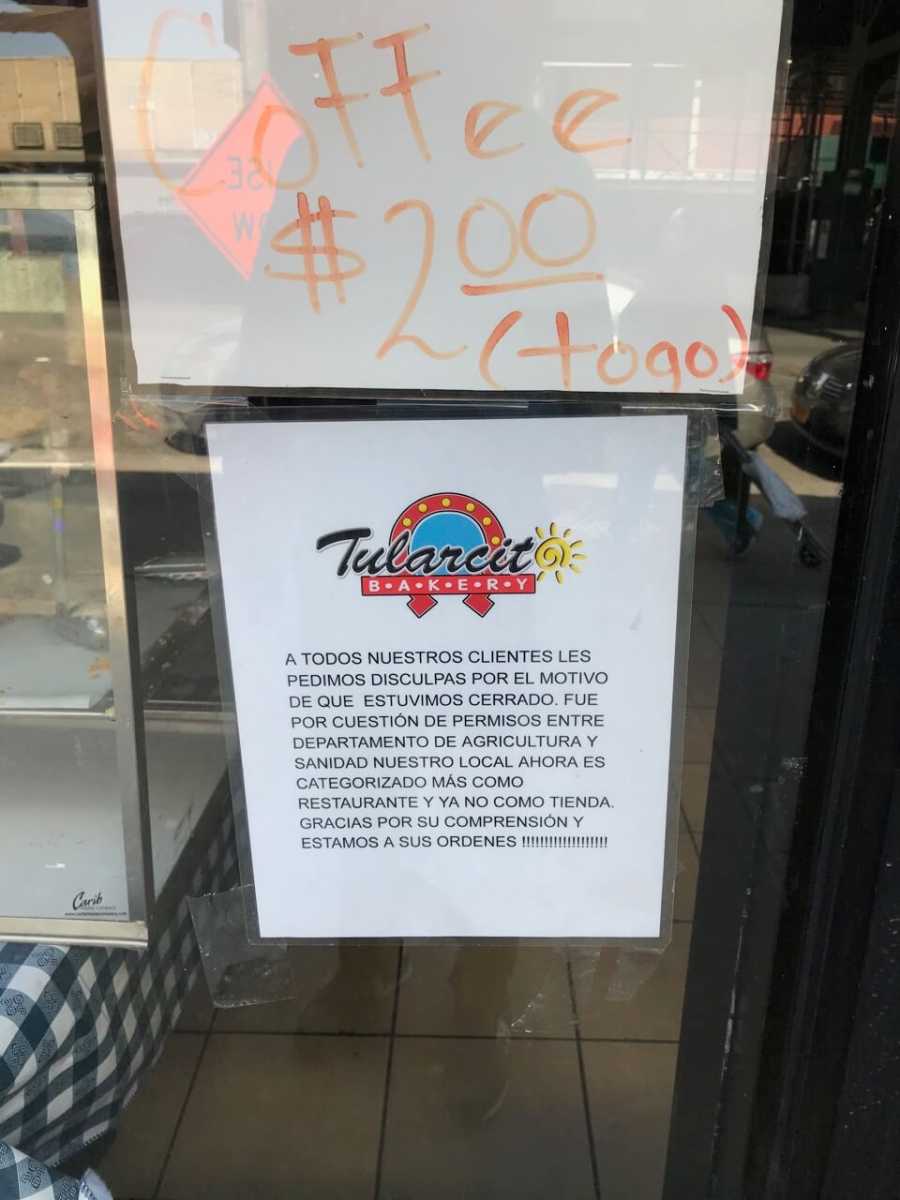 Coffee
$2.00
(togo)
SE
W
Tularcito
B•A•K•E•R•Y
A TODOS NUESTROS CLIENTES LES
PEDIMOS DISCULPAS POR EL MOTIVO
DE QUE ESTUVIMOS CERRADO. FUE
POR CUESTIÓN DE PERMISOS ENTRE
DEPARTAMENTO DE AGRICULTURA Y
SANIDAD NUESTRO LOCAL AHORA ES
CATEGORIZADO MÁS COMO
RESTAURANTE Y YA NO COMO TIENDA.
GRACIAS POR SU COMPRENSIÓN Y
ESTAMOS A SUS ORDENES !!!!!!!!!!!!!!!!!!!
Carib